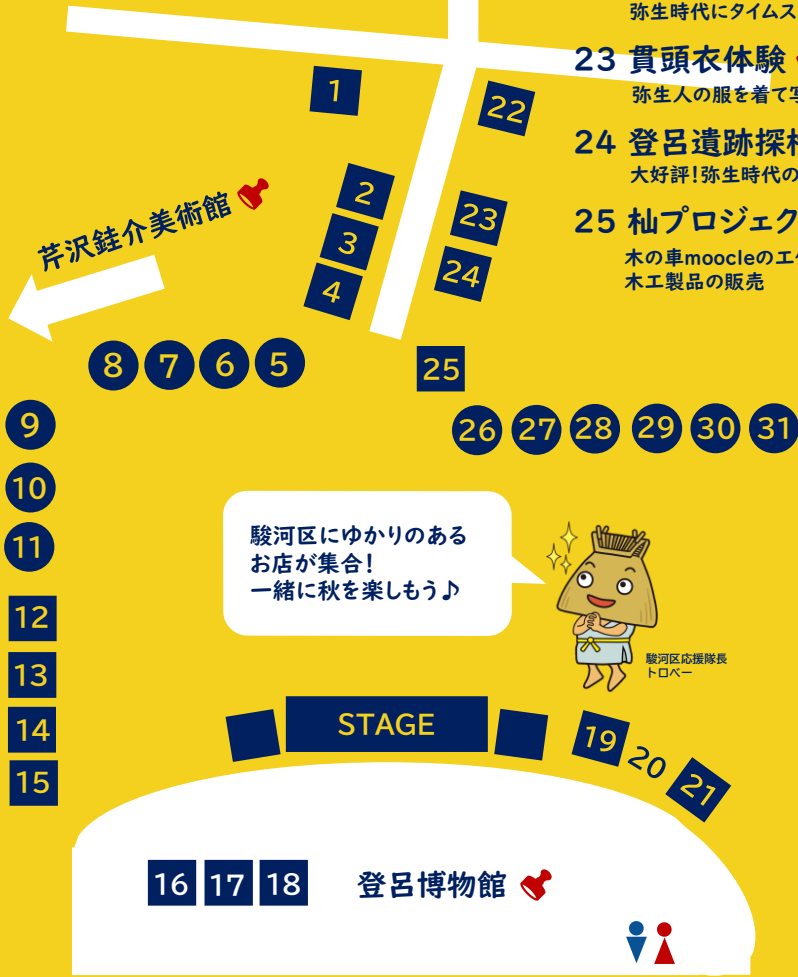 弥生時代にタイムス
23 貫頭衣体験
弥生人の服を着て写
24 登呂遺跡探
大好評!弥生時代の
25 杣プロジェク
木の車moocleのエ
木工製品の販売
1
22
2
3
4
23
24
芹沢銈介美術館
8 7 6 5
25
9
26 27 28 29 30 31
10
11
駿河区にゆかりのある
お店が集合!
一緒に秋を楽しもう♪
12
13
14
15
駿河区応援隊長
トロベー
STAGE
19
20
21
16 17 18
登呂博物館